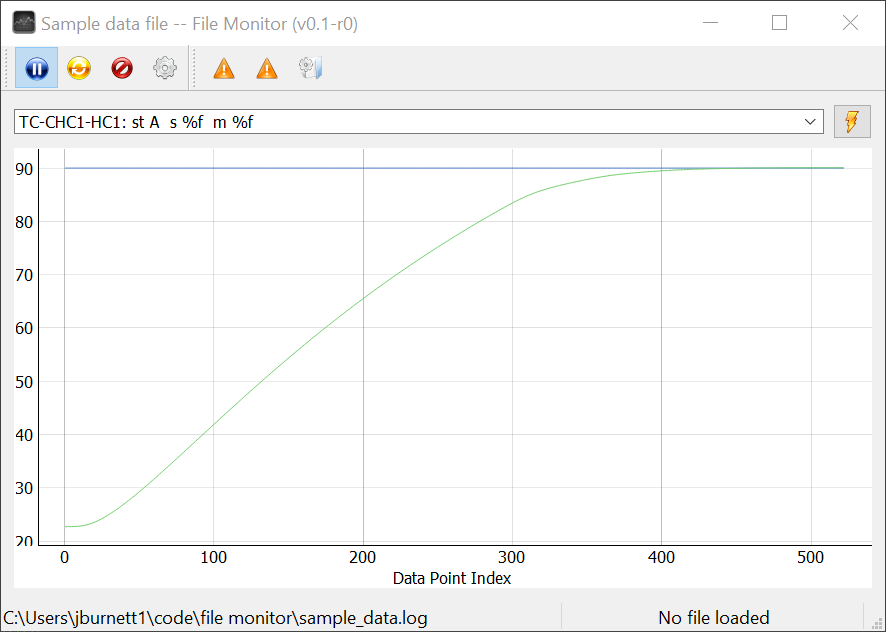 Sample data file -- File Monitor (v0.1-r0)
TC-CHC1-HC1: st A  s %f  m %f
90
80
70
60
50
40
30
20
0 100 200 300 400 500
Data Point Index
C:\Users\jburnett1\code\file monitor\sample_data.log No file loaded